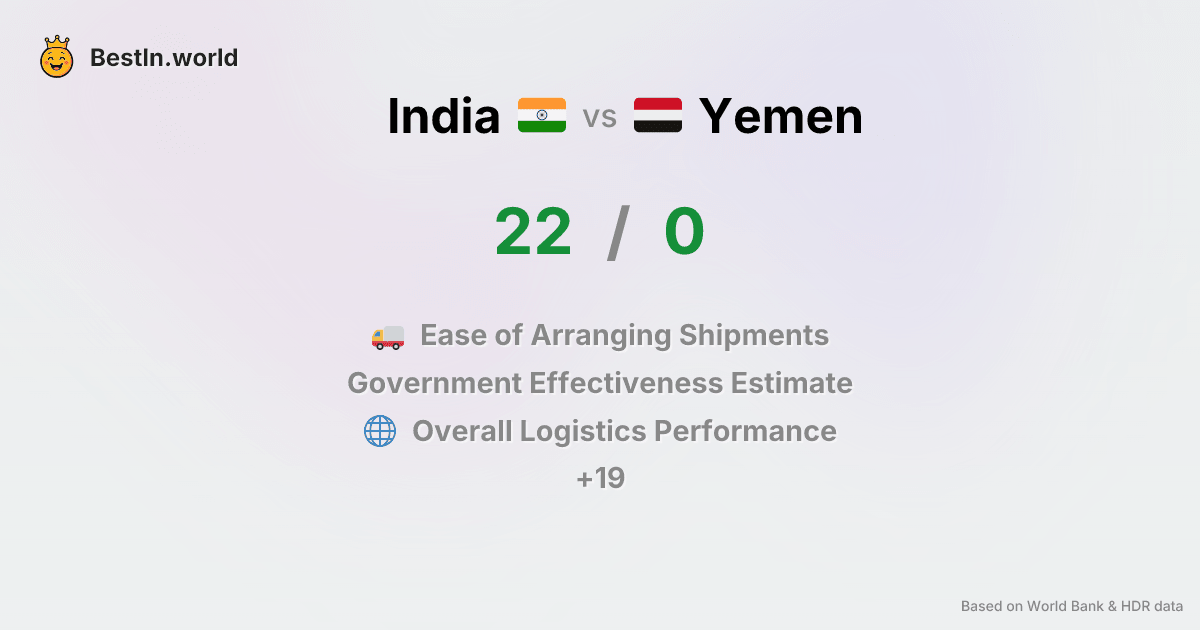 BestIn.world
India vs Yemen
22 / 0
Ease of Arranging Shipments
Government Effectiveness Estimate
Overall Logistics Performance
+19
Based on World Bank & HDR data